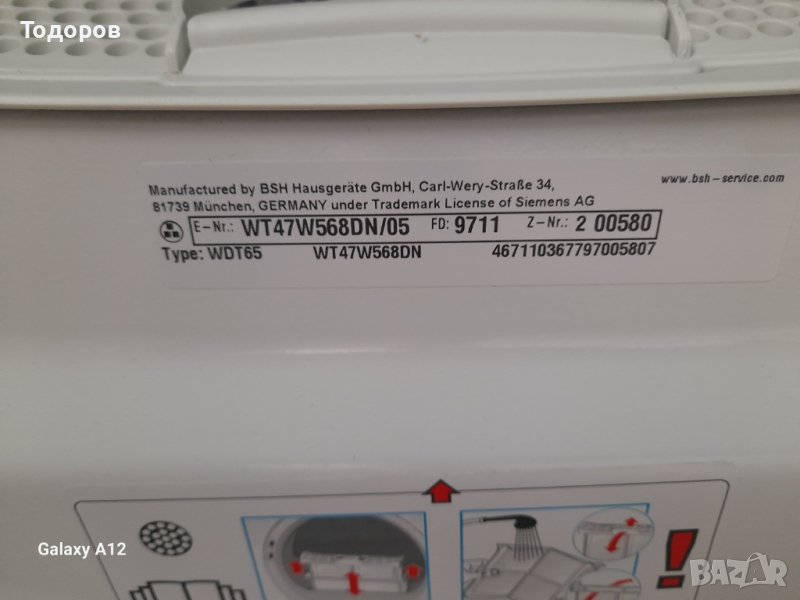 Тодоров
www.bsh-service.com
Manufactured by BSH Hausgeräte GmbH, Carl-Wery-Straße 34,
81739 München, GERMANY under Trademark License of Siemens AG
E-Nr.: WT47W568DN/05 FD: 9711 Z-Nr.: 2 00580
Type: WDT65 WT47W568DN 467110367797005807
Galaxy A12
BAZAR